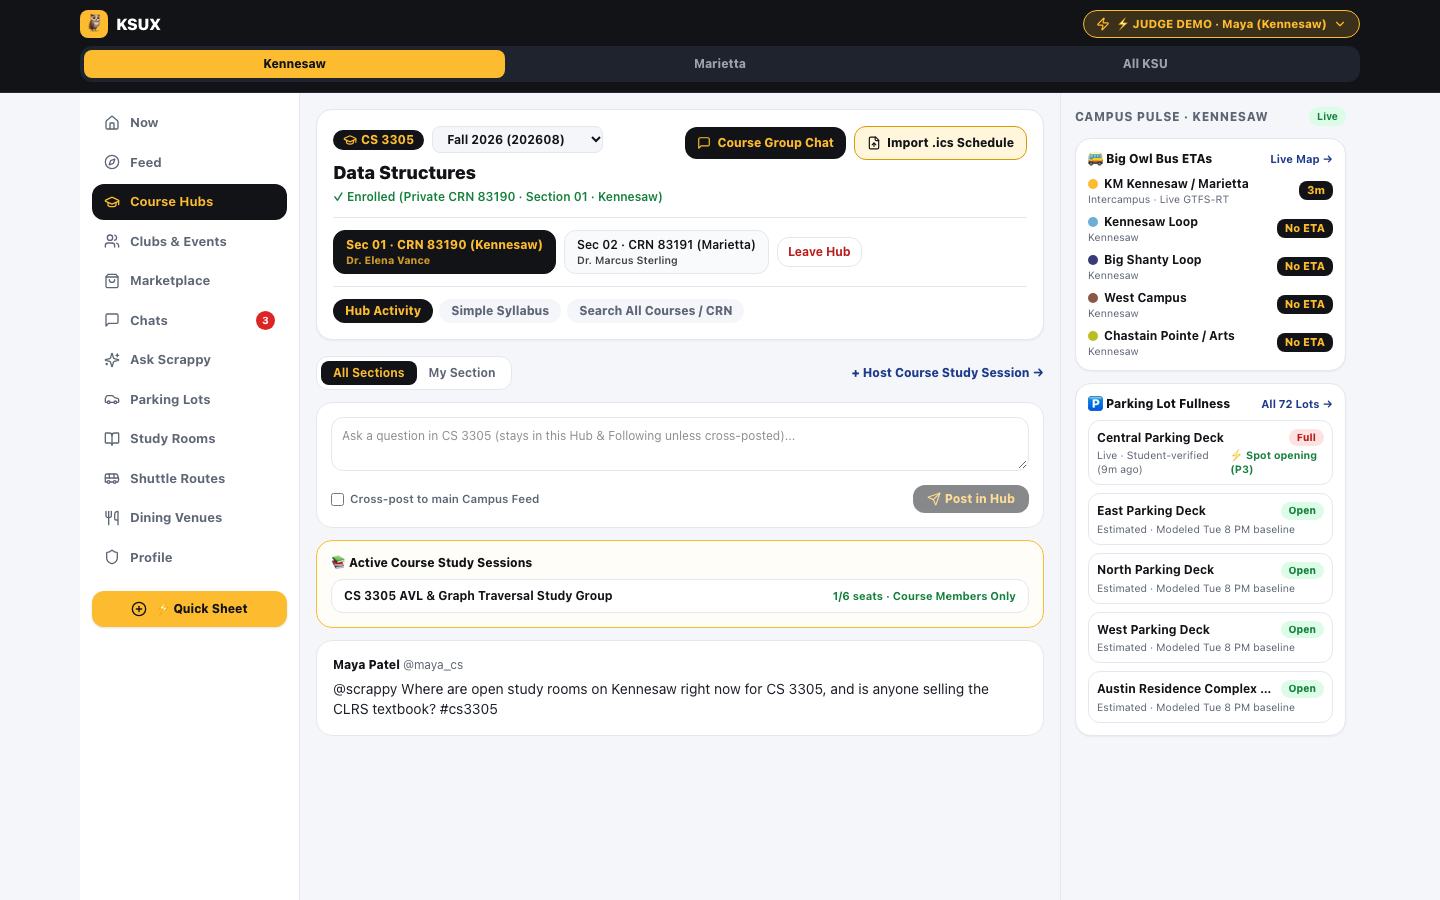 KSUX
⚡ JUDGE DEMO · Maya (Kennesaw)
Kennesaw
Marietta
All KSU
Now
Feed
Course Hubs
Clubs & Events
Marketplace
Chats
3
Ask Scrappy
Parking Lots
Study Rooms
Shuttle Routes
Dining Venues
Profile
⚡ Quick Sheet
CS 3305
Fall 2026 (202608)
Course Group Chat
Import .ics Schedule
Data Structures
✓ Enrolled (Private CRN 83190 · Section 01 · Kennesaw)
Sec 01 · CRN 83190 (Kennesaw)
Dr. Elena Vance
Sec 02 · CRN 83191 (Marietta)
Dr. Marcus Sterling
Leave Hub
Hub Activity
Simple Syllabus
Search All Courses / CRN
All Sections
My Section
+ Host Course Study Session →
Ask a question in CS 3305 (stays in this Hub & Following unless cross-posted)...
Cross-post to main Campus Feed
Post in Hub
📚 Active Course Study Sessions
CS 3305 AVL & Graph Traversal Study Group
1/6 seats · Course Members Only
Maya Patel @maya_cs
@scrappy Where are open study rooms on Kennesaw right now for CS 3305, and is anyone selling the
CLRS textbook? #cs3305
CAMPUS PULSE · KENNESAW
Live
🚌 Big Owl Bus ETAs
Live Map →
KM Kennesaw / Marietta
Intercampus · Live GTFS-RT
3m
Kennesaw Loop
Kennesaw
No ETA
Big Shanty Loop
Kennesaw
No ETA
West Campus
Kennesaw
No ETA
Chastain Pointe / Arts
Kennesaw
No ETA
🅿️ Parking Lot Fullness
All 72 Lots →
Central Parking Deck
Full
Live · Student-verified
(9m ago)
⚡ Spot opening
(P3)
East Parking Deck
Open
Estimated · Modeled Tue 8 PM baseline
North Parking Deck
Open
Estimated · Modeled Tue 8 PM baseline
West Parking Deck
Open
Estimated · Modeled Tue 8 PM baseline
Austin Residence Complex ...
Open
Estimated · Modeled Tue 8 PM baseline